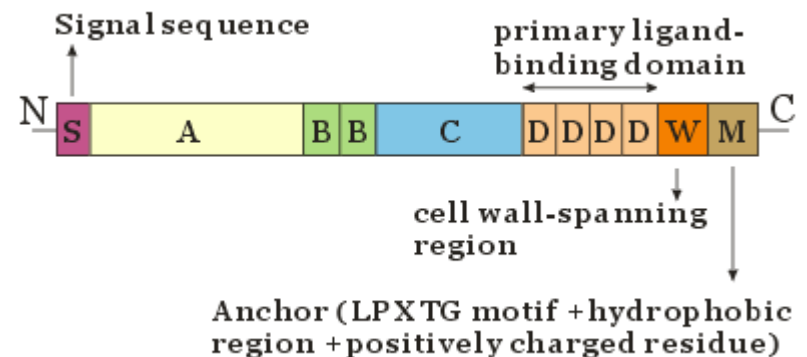 Signal sequence
primary ligand-
binding domain
N S A B B C D D D D W M C
cell wall-spanning
region
Anchor (LPXTG motif +hydrophobic
region +positively charged residue)